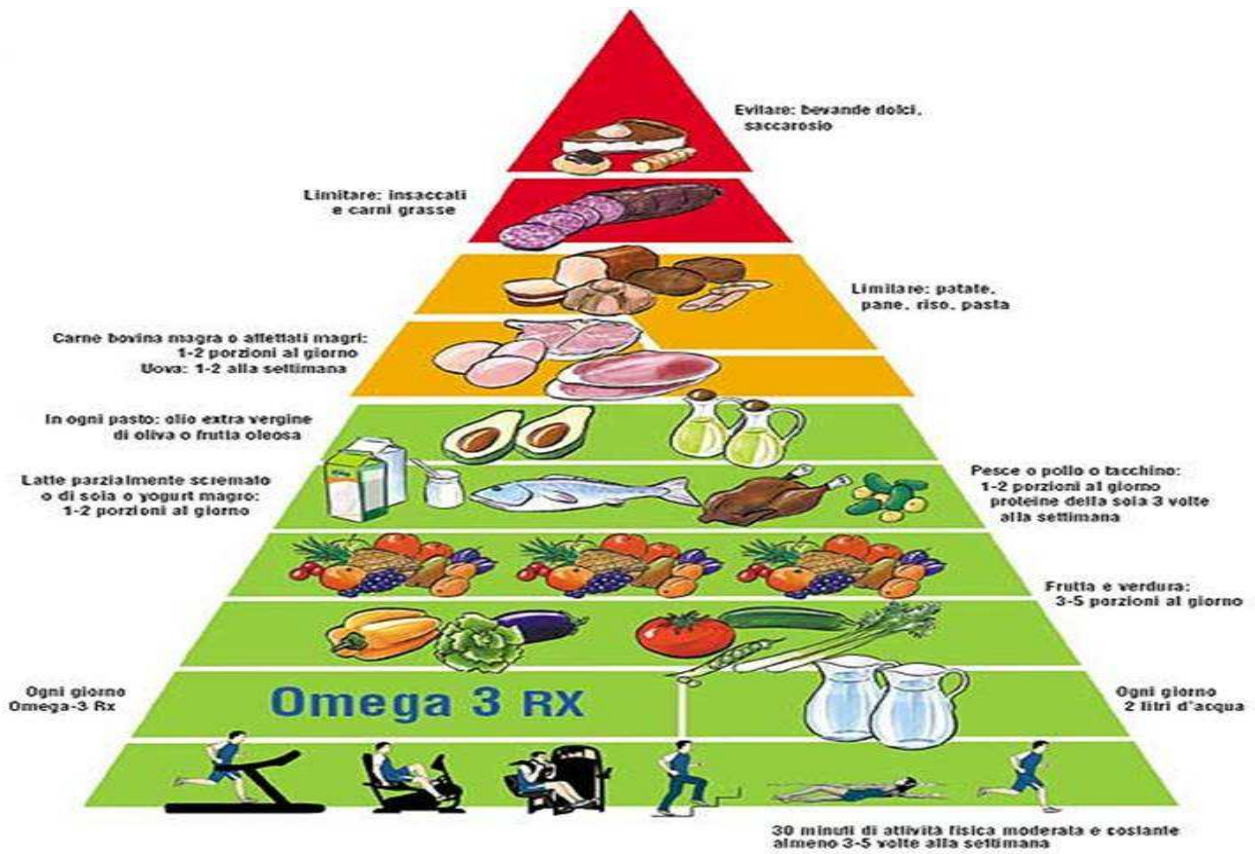 Evitare: bevande dolci,
saccarosio
Limitare: insaccati
e carni grasse
Limitare: patate,
pane, riso, pasta
Carne bovina magra o affettati magri:
1-2 porzioni al giorno
Uova: 1-2 alla settimana
In ogni pasto: olio extra vergine
di oliva o frutta oleosa
Latte parzialmente scremato
o di soia o yogurt magro:
1-2 porzioni al giorno
Pesce o pollo o tacchino:
1-2 porzioni al giorno
proteine della soia 3 volte
alla settimana
Frutta e verdura:
3-5 porzioni al giorno
Ogni giorno
Omega-3 Rx
Omega 3 RX
Ogni giorno
2 litri d'acqua
30 minuti di attività fisica moderata e costante
almeno 3-5 volte alla settimana